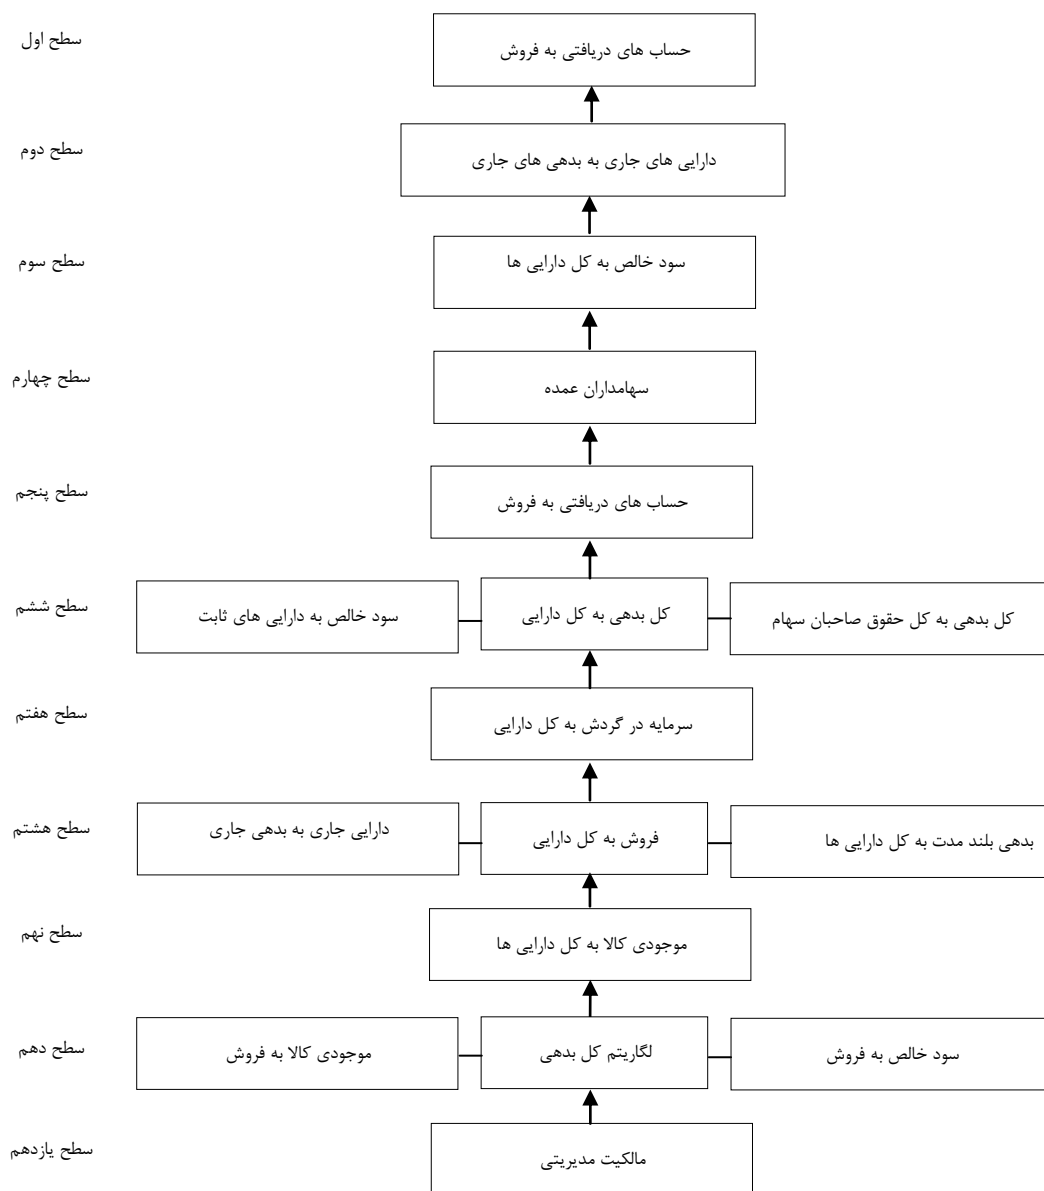 سطح اول
حساب های دریافتی به فروش
سطح دوم
دارایی های جاری به بدهی های جاری
سطح سوم
سود خالص به کل دارایی ها
سطح چهارم
سهامداران عمده
سطح پنجم
حساب های دریافتی به فروش
سطح ششم
سود خالص به دارایی های ثابت
کل بدهی به کل دارایی
کل بدهی به کل حقوق صاحبان سهام
سطح هفتم
سرمایه در گردش به کل دارایی
سطح هشتم
دارایی جاری به بدهی جاری
فروش به کل دارایی
بدهی بلند مدت به کل دارایی ها
سطح نهم
موجودی کالا به کل دارایی ها
سطح دهم
موجودی کالا به فروش
لگاریتم کل بدهی
سود خالص به فروش
سطح یازدهم
مالکیت مدیریتی